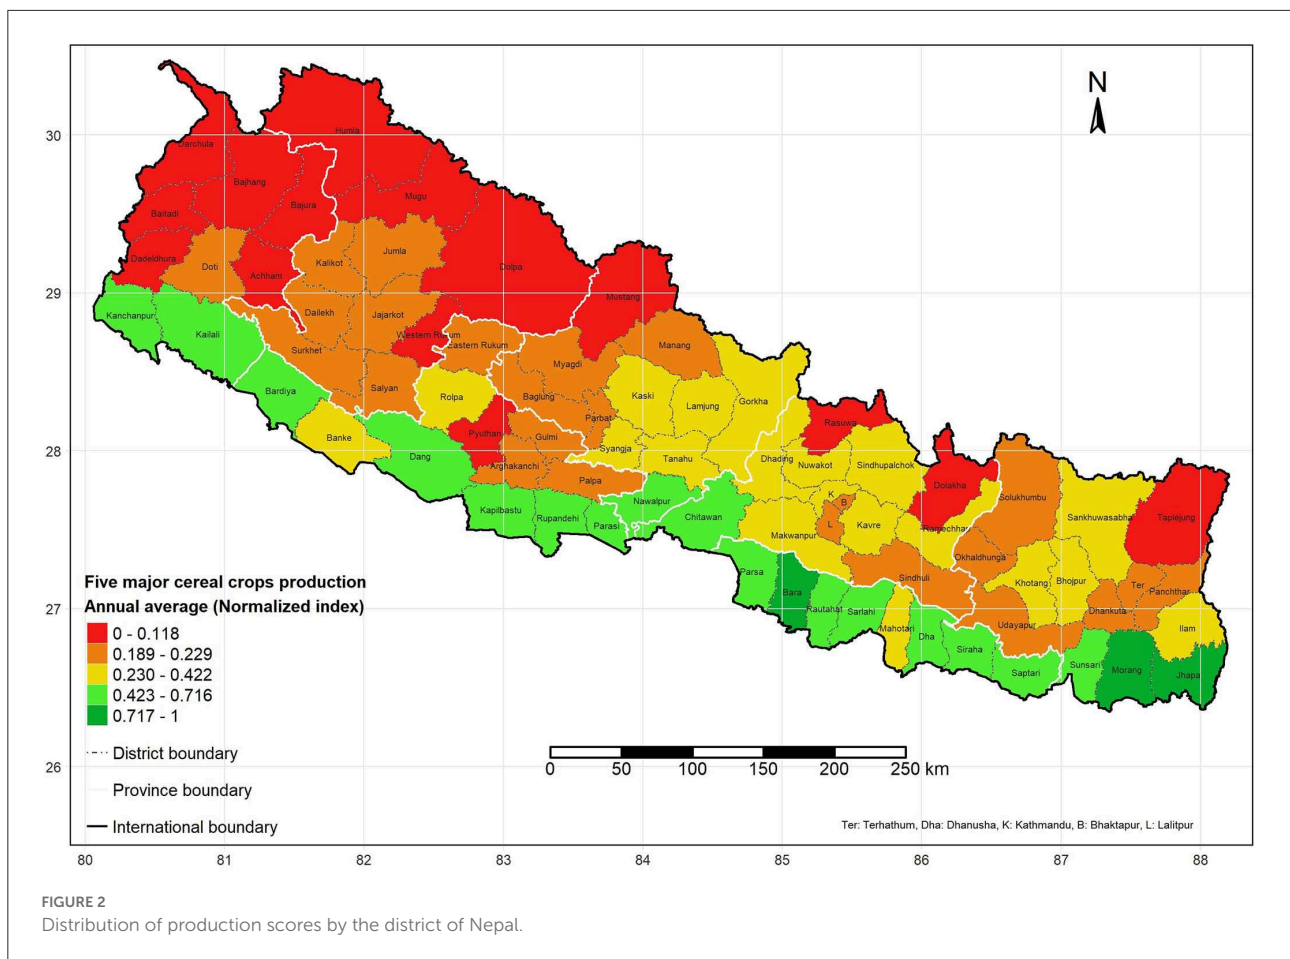 N
30
29
28
27
26
80
81
82
83
84
85
86
87
88
Humla
Darchula
Bajhang
Bajura
Mugu
Baitadi
Dadeldhura
Doti
Achham
Kalikot
Jumla
Dolpa
Mustang
Kanchanpur
Kailali
Dailekh
Jajarkot
Western Rukum
Eastern Rukum
Surkhet
Manang
Myagdi
Bardiya
Salyan
Rolpa
Baglung
Parbat
Kaski
Lamjung
Gorkha
Banke
Dang
Pyuthan
Gulmi
Syangja
Tanahu
Rasuwa
Arghakanchi
Palpa
Dhading
Nuwakot
Sindhupalchok
Dolakha
Kapilbastu
Rupandehi
Parasi
Nawalpur
Chitawan
K
B
L
Kavre
Ramechhap
Solukhumbu
Sankhuwasabha
Taplejung
Makwanpur
Sindhuli
Okhaldhunga
Khotang
Bhojpur
Ter
Panchthar
Parsa
Bara
Rautahat
Sarlahi
Mahotari
Dha
Siraha
Udayapur
Dhankuta
Ilam
Saptari
Sunsari
Morang
Jhapa
Five major cereal crops production
Annual average (Normalized index)
0 - 0.118
0.189 - 0.229
0.230 - 0.422
0.423 - 0.716
0.717 - 1
District boundary
Province boundary
International boundary
0 50 100 150 200 250 km
Ter: Terhathum, Dha: Dhanusha, K: Kathmandu, B: Bhaktapur, L: Lalitpur
FIGURE 2
Distribution of production scores by the district of Nepal.